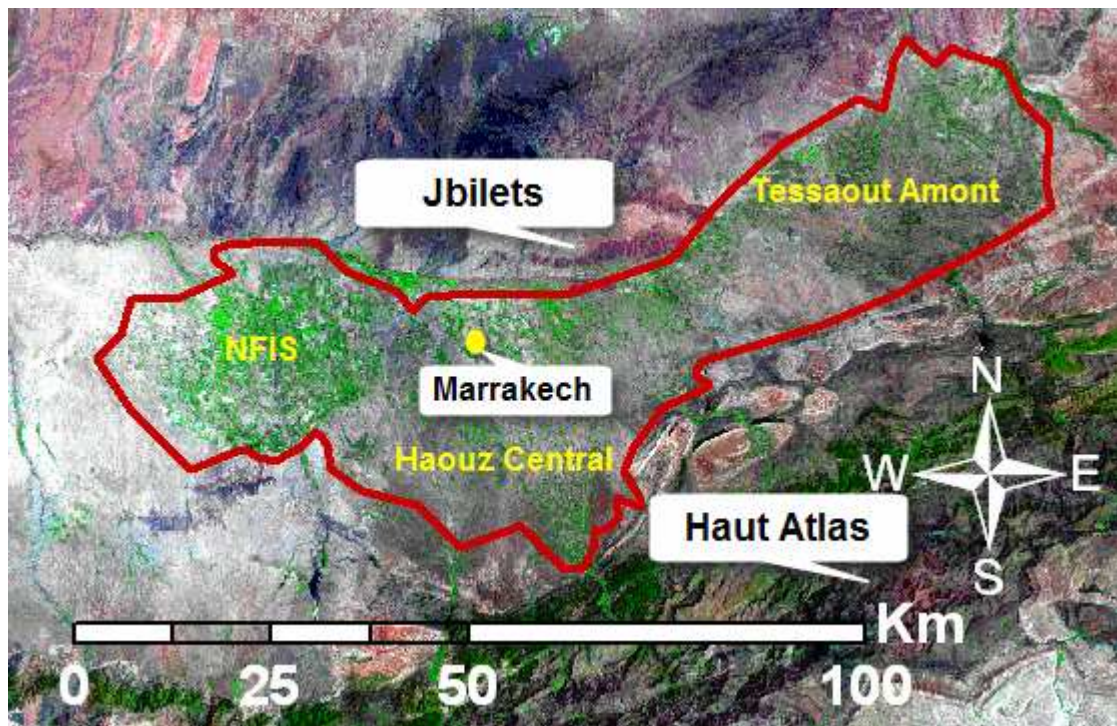 Jbilets
Tessaout Amont
NFIS
Marrakech
Haouz Central
N
W E
Haut Atlas
S
Km
0 25 50 100